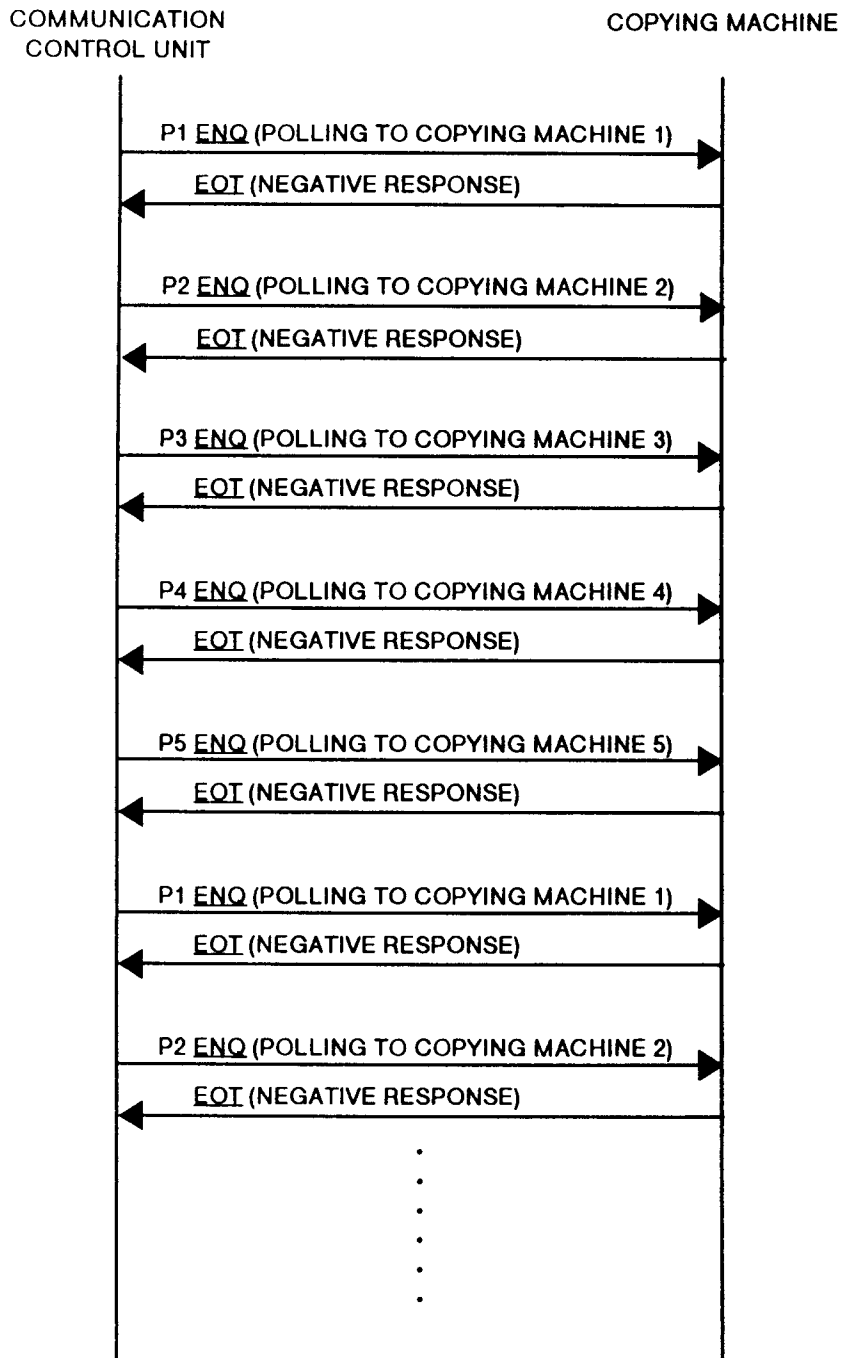 COMMUNICATION
CONTROL UNIT
COPYING MACHINE
P1 ENQ (POLLING TO COPYING MACHINE 1)
EOT (NEGATIVE RESPONSE)
P2 ENQ (POLLING TO COPYING MACHINE 2)
EOT (NEGATIVE RESPONSE)
P3 ENQ (POLLING TO COPYING MACHINE 3)
EOT (NEGATIVE RESPONSE)
P4 ENQ (POLLING TO COPYING MACHINE 4)
EOT (NEGATIVE RESPONSE)
P5 ENQ (POLLING TO COPYING MACHINE 5)
EOT (NEGATIVE RESPONSE)
P1 ENQ (POLLING TO COPYING MACHINE 1)
EOT (NEGATIVE RESPONSE)
P2 ENQ (POLLING TO COPYING MACHINE 2)
EOT (NEGATIVE RESPONSE)